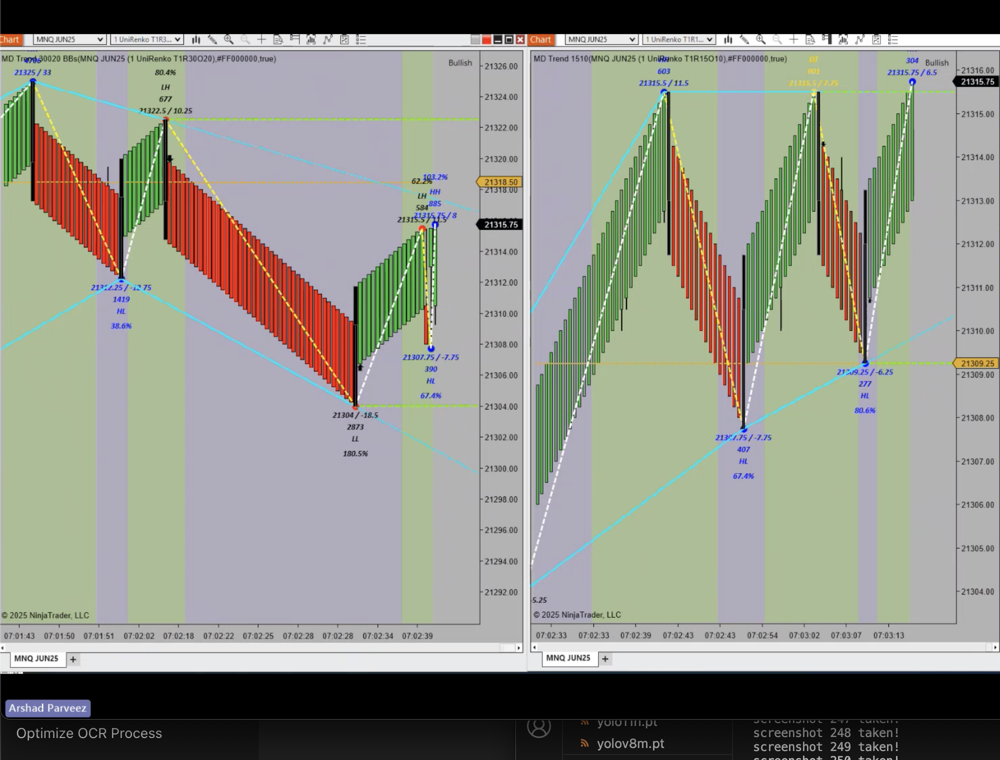 Chart MNQ JUN25 1 UniRenko T1R3
MD Trend 30020 BBs(MNQ JUN25 (1 UniRenko T1R30O20),#FF000000,true)
Bullish
21325 / 33
80.4%
LH
677
21322.5 / 10.25
1419
HL
38.6%
21304 / -18.5
2873
LL
180.5%
62.2%
LH
584
103.2%
HH
885
21307.75 / -7.75
390
HL
67.4%
21326.00
21324.00
21322.00
21320.00
21318.50
21318.00
21315.75
21314.00
21312.00
21310.00
21308.00
21306.00
21304.00
21302.00
21300.00
21298.00
21296.00
21294.00
21292.00
© 2025 NinjaTrader, LLC
07:01:43 07:01:50 07:01:51 07:02:02 07:02:18 07:02:22 07:02:25 07:02:28 07:02:28 07:02:34 07:02:39
MNQ JUN25 +
Chart MNQ JUN25 1 UniRenko T1R1
MD Trend 1510(MNQ JUN25 (1 UniRenko T1R15O10),#FF000000,true)
Bullish
603
21315.5 / 11.5
DT
401
21315.5 / 7.75
304
21315.25 / 6.5
21307.75 / -7.75
407
HL
67.4%
21309.25 / -6.25
277
HL
80.6%
5.25
21316.00
21315.75
21315.00
21314.00
21313.00
21312.00
21311.00
21310.00
21309.25
21309.00
21308.00
21307.00
21306.00
21305.00
21304.00
© 2025 NinjaTrader, LLC
07:02:33 07:02:33 07:02:39 07:02:43 07:02:43 07:02:54 07:03:02 07:03:07 07:03:13
MNQ JUN25 +
Arshad Parveez
Optimize OCR Process
yolo11n.pt
yolov8m.pt
screenshot 247 taken!
screenshot 248 taken!
screenshot 249 taken!
screenshot 250 taken!